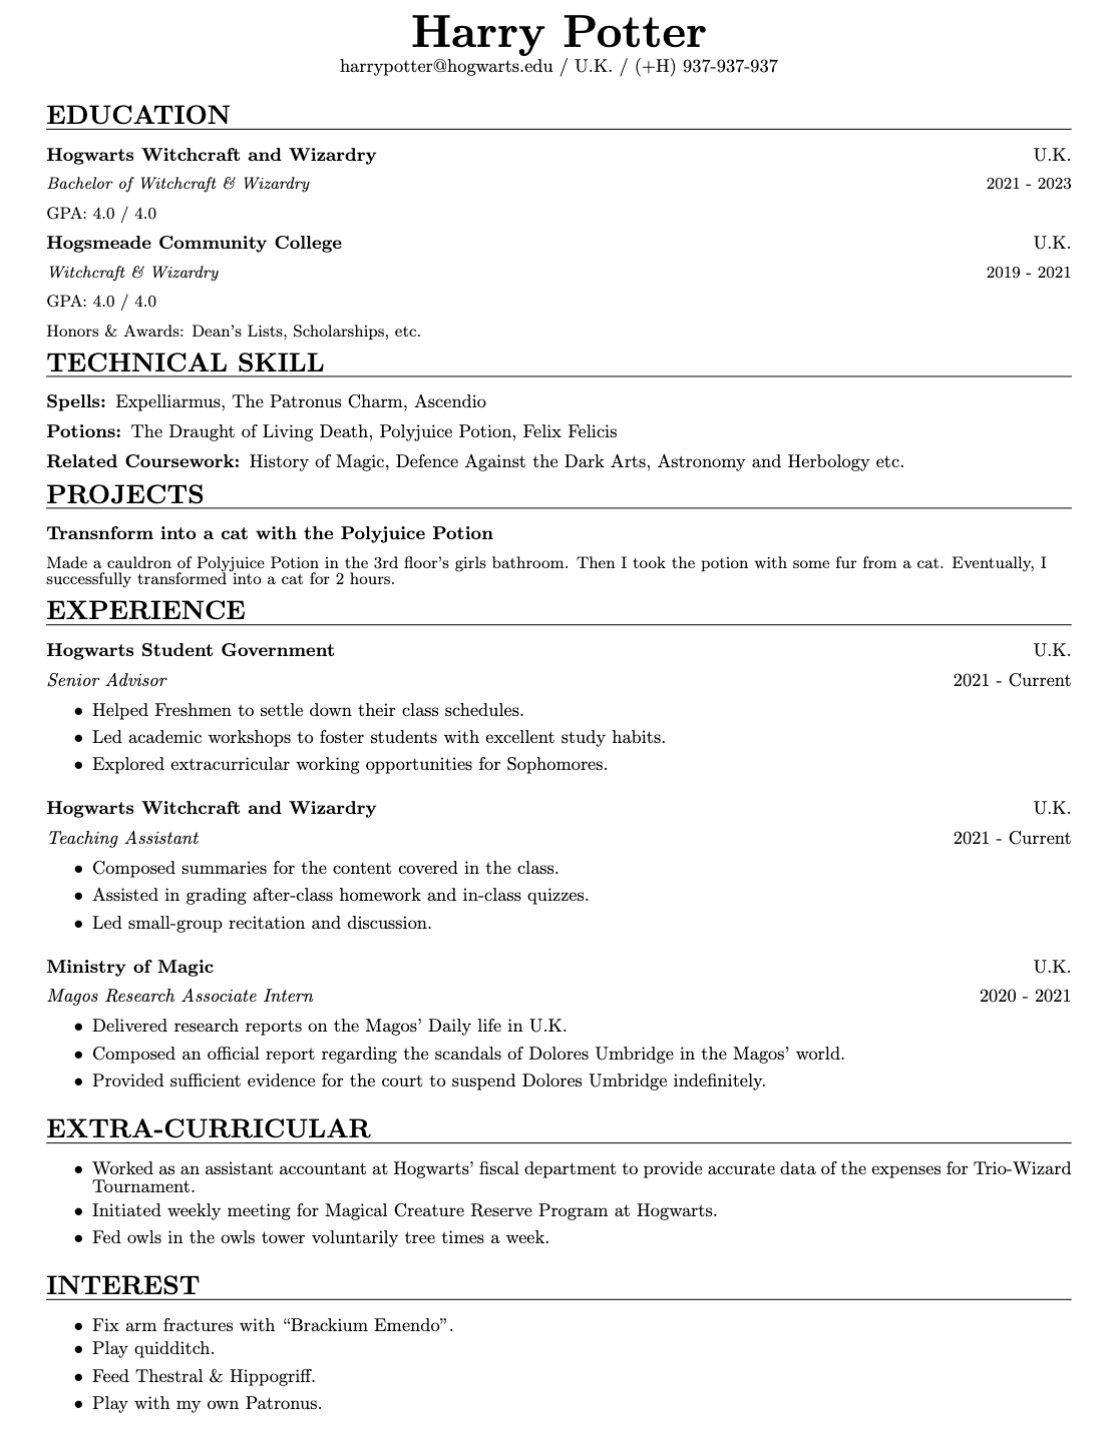 Harry Potter
harrypotter@hogwarts.edu / U.K. / (+H) 937-937-937
EDUCATION
Hogwarts Witchcraft and Wizardry U.K.
Bachelor of Witchcraft & Wizardry 2021 - 2023
GPA: 4.0 / 4.0
Hogsmeade Community College U.K.
Witchcraft & Wizardry 2019 - 2021
GPA: 4.0 / 4.0
Honors & Awards: Dean's Lists, Scholarships, etc.
TECHNICAL SKILL
Spells: Expelliarmus, The Patronus Charm, Ascendio
Potions: The Draught of Living Death, Polyjuice Potion, Felix Felicis
Related Coursework: History of Magic, Defence Against the Dark Arts, Astronomy and Herbology etc.
PROJECTS
Transnform into a cat with the Polyjuice Potion
Made a cauldron of Polyjuice Potion in the 3rd floor's girls bathroom. Then I took the potion with some fur from a cat. Eventually, I
successfully transformed into a cat for 2 hours.
EXPERIENCE
Hogwarts Student Government U.K.
Senior Advisor 2021 - Current
• Helped Freshmen to settle down their class schedules.
• Led academic workshops to foster students with excellent study habits.
• Explored extracurricular working opportunities for Sophomores.
Hogwarts Witchcraft and Wizardry U.K.
Teaching Assistant 2021 - Current
• Composed summaries for the content covered in the class.
• Assisted in grading after-class homework and in-class quizzes.
• Led small-group recitation and discussion.
Ministry of Magic U.K.
Magos Research Associate Intern 2020 - 2021
• Delivered research reports on the Magos' Daily life in U.K.
• Composed an official report regarding the scandals of Dolores Umbridge in the Magos' world.
• Provided sufficient evidence for the court to suspend Dolores Umbridge indefinitely.
EXTRA-CURRICULAR
• Worked as an assistant accountant at Hogwarts' fiscal department to provide accurate data of the expenses for Trio-Wizard
Tournament.
• Initiated weekly meeting for Magical Creature Reserve Program at Hogwarts.
• Fed owls in the owls tower voluntarily tree times a week.
INTEREST
• Fix arm fractures with “Brackium Emendo”.
• Play quidditch.
• Feed Thestral & Hippogriff.
• Play with my own Patronus.